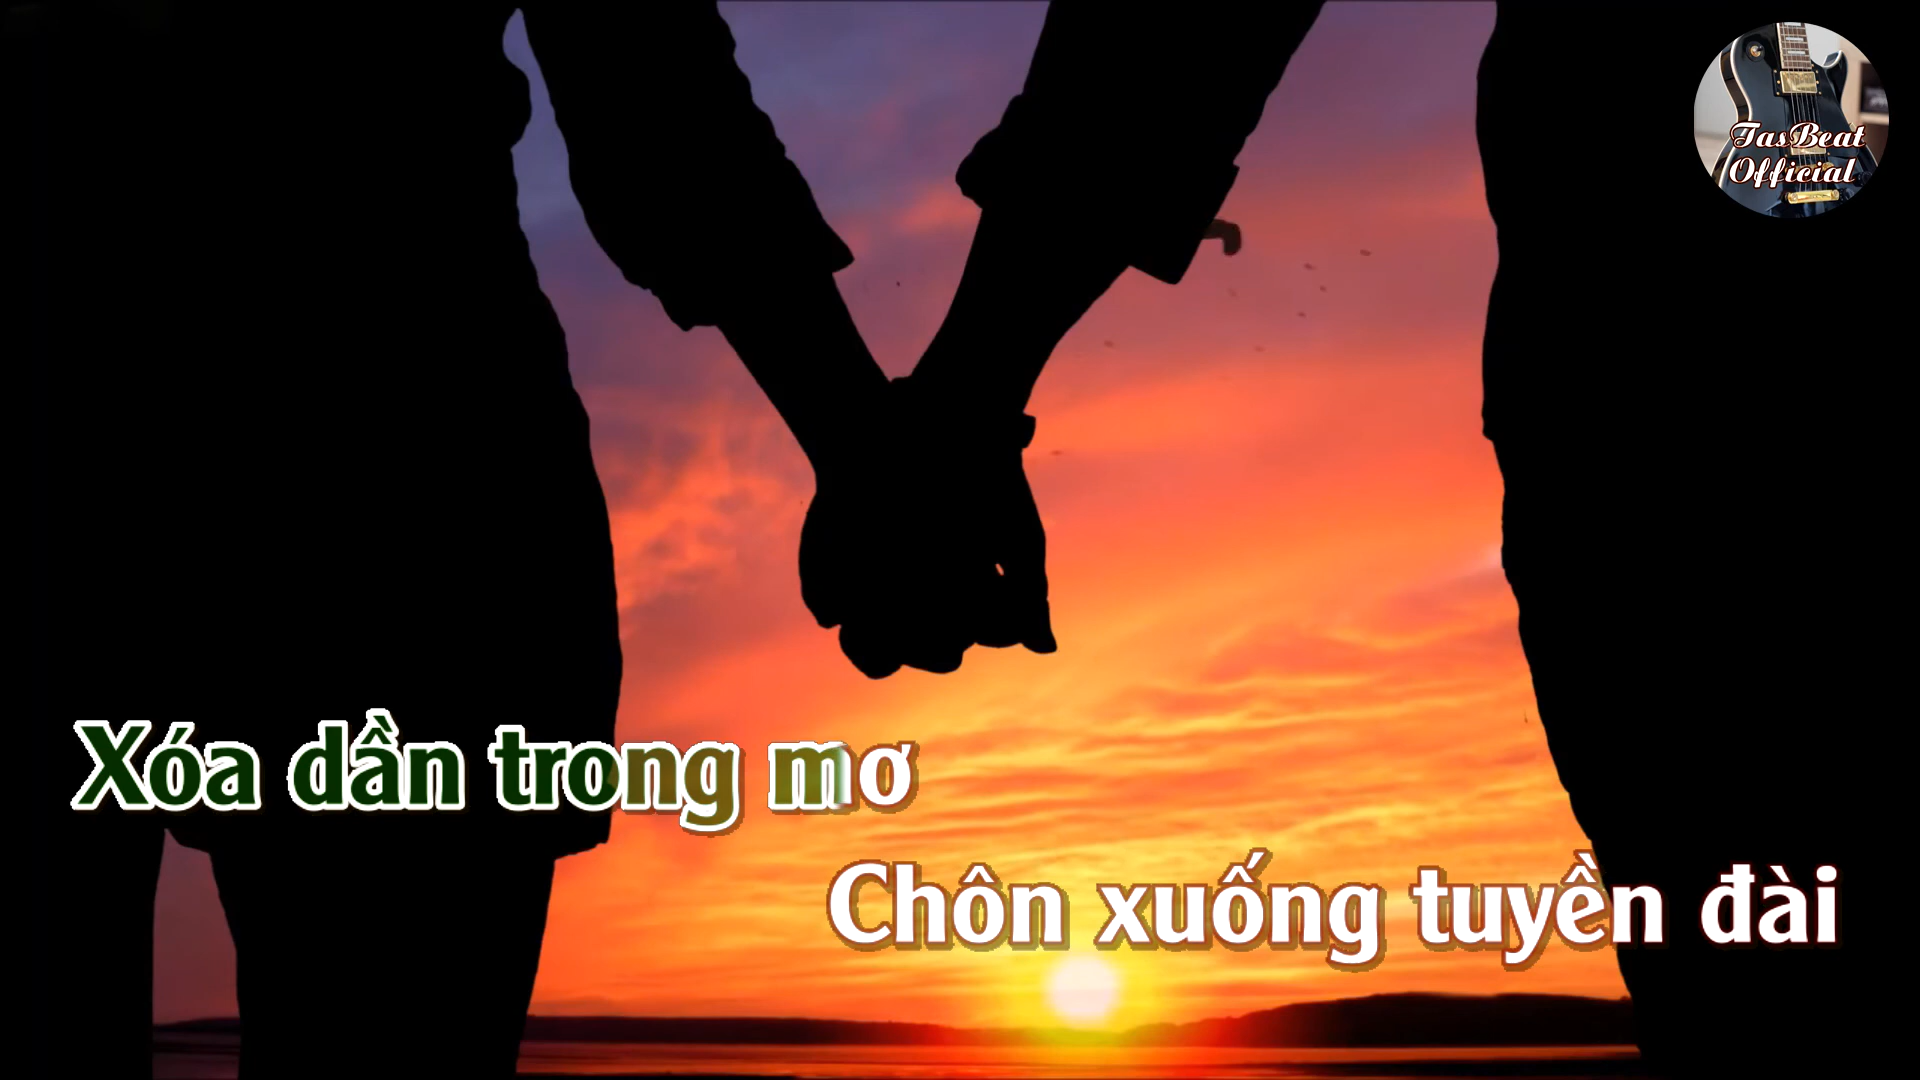 TasBeat
Official
Xóa dần trong mơ
Chôn xuống tuyền đài